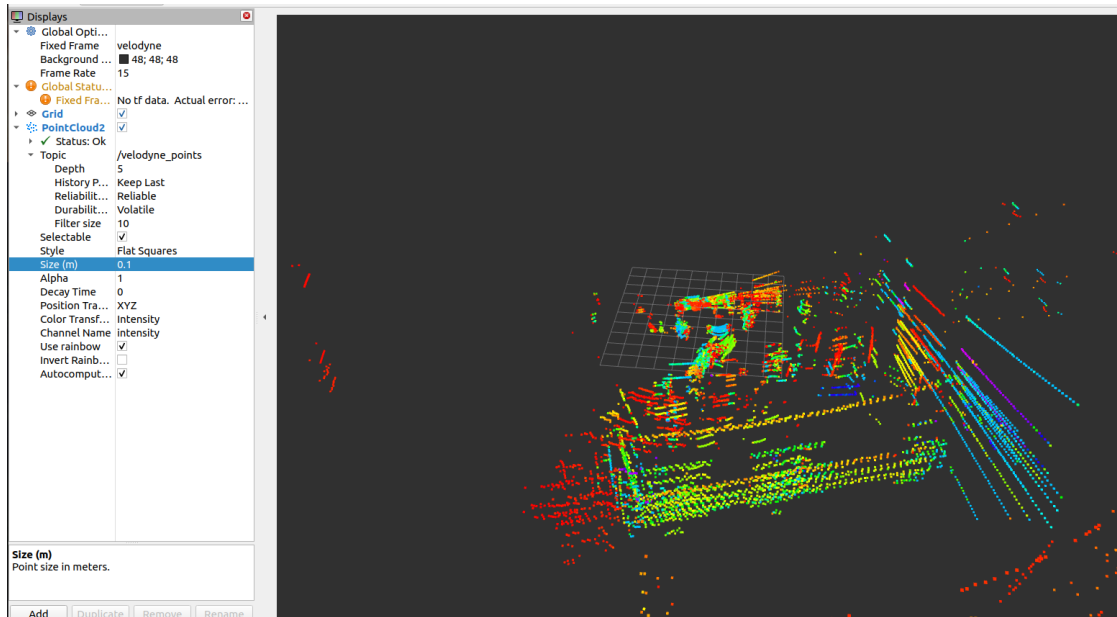 Displays
Global Opti...
Fixed Frame velodyne
Background ... 48; 48; 48
Frame Rate 15
Global Statu...
Fixed Fra... No tf data. Actual error: ...
Grid
PointCloud2
Status: Ok
Topic /velodyne_points
Depth 5
History P... Keep Last
Reliabilit... Reliable
Durabilit... Volatile
Filter size 10
Selectable
Style Flat Squares
Size (m) 0.1
Alpha 1
Decay Time 0
Position Tra... XYZ
Color Transf... Intensity
Channel Name intensity
Use rainbow
Invert Rainb...
Autocomput...
Size (m)
Point size in meters.
Add Duplicate Remove Rename